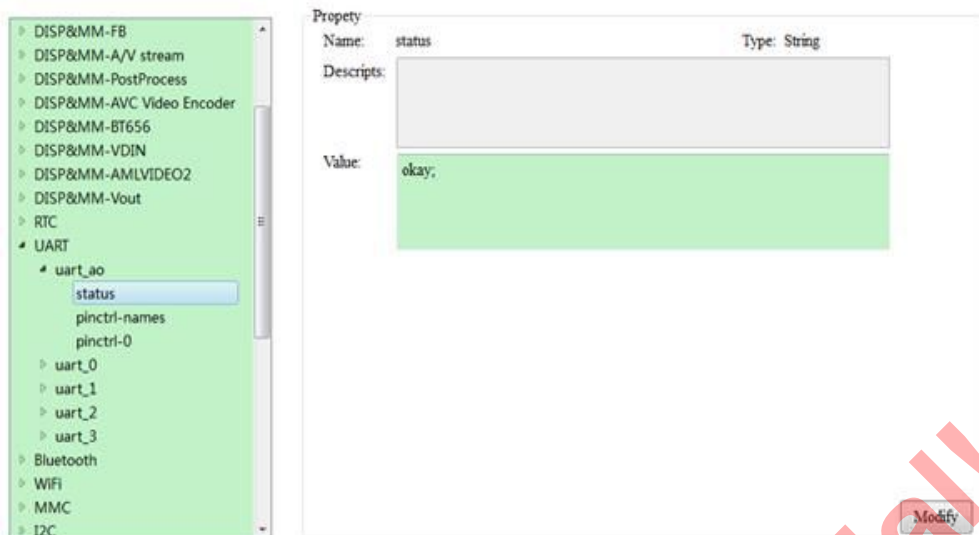 DISP&MM-FB
DISP&MM-A/V stream
DISP&MM-PostProcess
DISP&MM-AVC Video Encoder
DISP&MM-BT656
DISP&MM-VDIN
DISP&MM-AMLVIDEO2
DISP&MM-Vout
RTC
UART
uart_ao
status
pinctrl-names
pinctrl-0
uart_0
uart_1
uart_2
uart_3
Bluetooth
WiFi
MMC
I2C
Propety
Name: status Type: String
Descripts:
Value: okay;
Modify